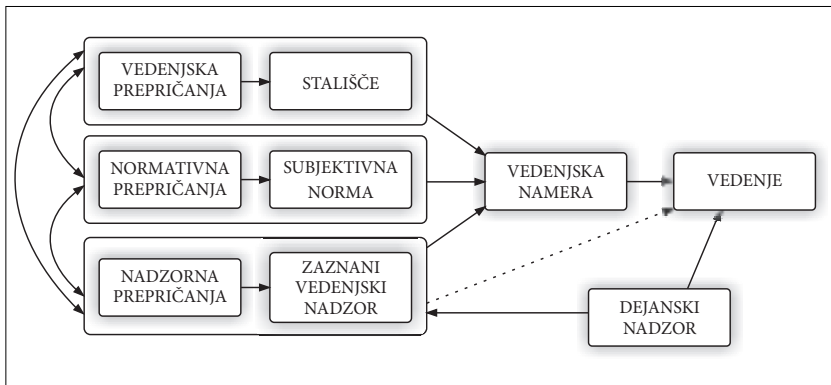 VEDENJSKA
PREPRIČANJA
STALIŠČE
NORMATIVNA
PREPRIČANJA
SUBJEKTIVNA
NORMA
VEDENJSKA
NAMERA
VEDENJE
NADZORNA
PREPRIČANJA
ZAZNANI
VEDENJSKI
NADZOR
DEJANSKI
NADZOR